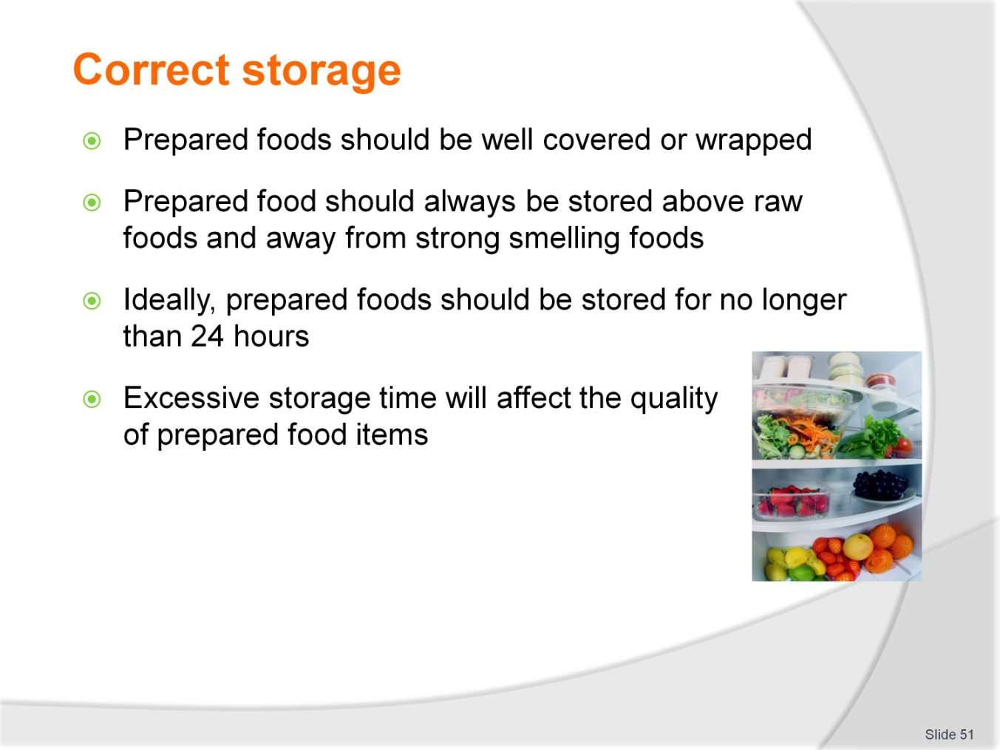 Correct storage
Prepared foods should be well covered or wrapped
Prepared food should always be stored above raw
foods and away from strong smelling foods
Ideally, prepared foods should be stored for no longer
than 24 hours
Excessive storage time will affect the quality
of prepared food items
Slide 51